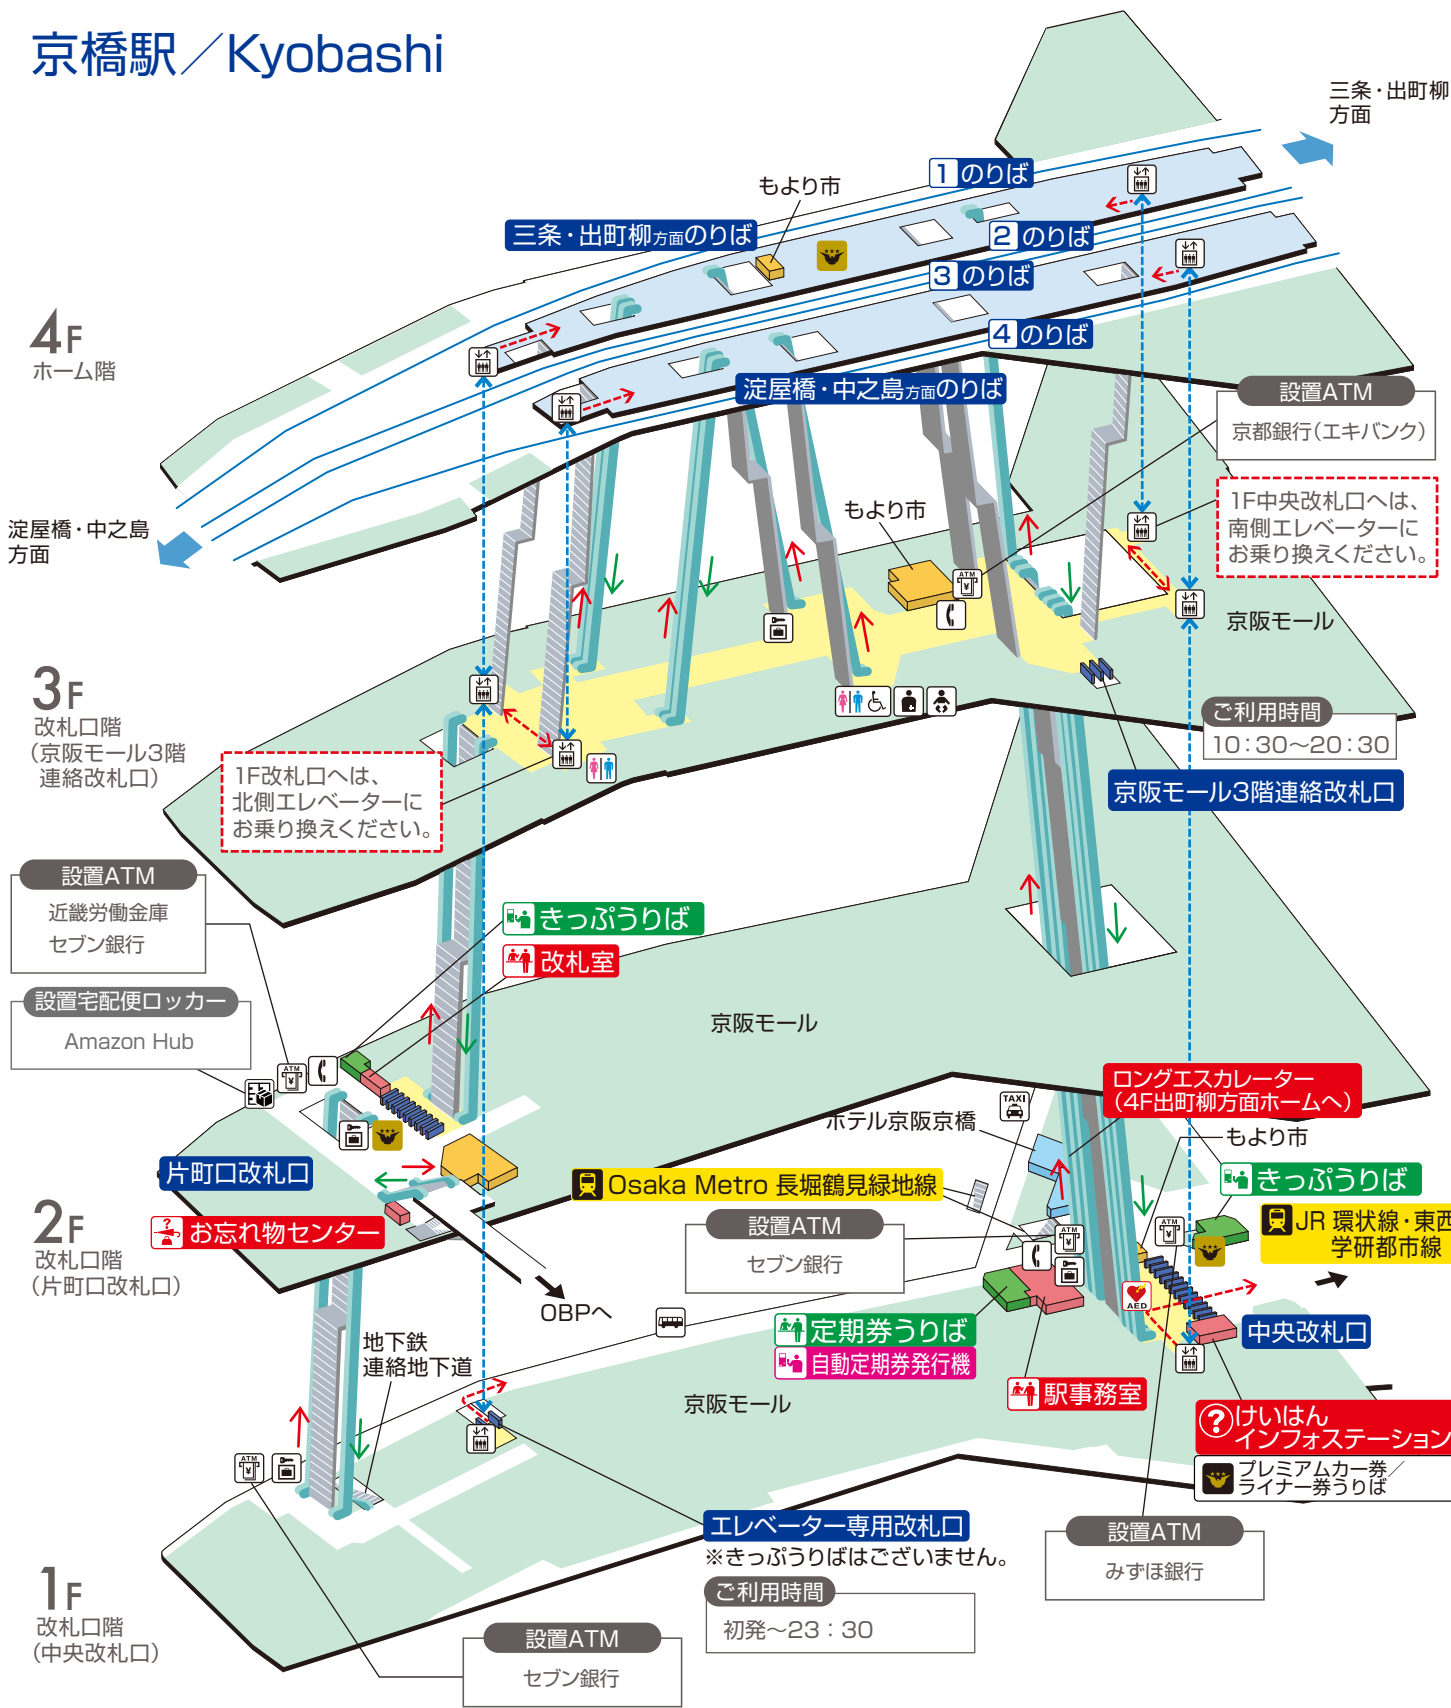 京橋駅／Kyobashi
三条・出町柳
方面
1 のりば
もより市
三条・出町柳方面のりば
2 のりば
3 のりば
4 のりば
4F
ホーム階
淀屋橋・中之島方面のりば
設置ATM
京都銀行(エキバンク)
1F中央改札口へは、
南側エレベーターに
お乗り換えください。
もより市
淀屋橋・中之島
方面
ATM
京阪モール
3F
改札口階
(京阪モール3階
連絡改札口)
ご利用時間
10：30〜20：30
京阪モール3階連絡改札口
1F改札口へは、
北側エレベーターに
お乗り換えください。
設置ATM
近畿労働金庫
セブン銀行
きっぷうりば
改札室
設置宅配便ロッカー
Amazon Hub
京阪モール
ATM
ロングエスカレーター
(4F出町柳方面ホームへ)
TAXI
ホテル京阪京橋
もより市
片町口改札口
Osaka Metro 長堀鶴見緑地線
きっぷうりば
2F
改札口階
(片町口改札口)
お忘れ物センター
設置ATM
セブン銀行
ATM
ATM
JR 環状線・東西
学研都市線
OBPへ
AED
定期券うりば
自動定期券発行機
中央改札口
地下鉄
連絡地下道
京阪モール
駅事務室
けいはん
インフォステーション
プレミアムカー券／
ライナー券うりば
ATM
エレベーター専用改札口
※きっぷうりばはございません。
ご利用時間
初発〜23：30
設置ATM
みずほ銀行
1F
改札口階
(中央改札口)
設置ATM
セブン銀行